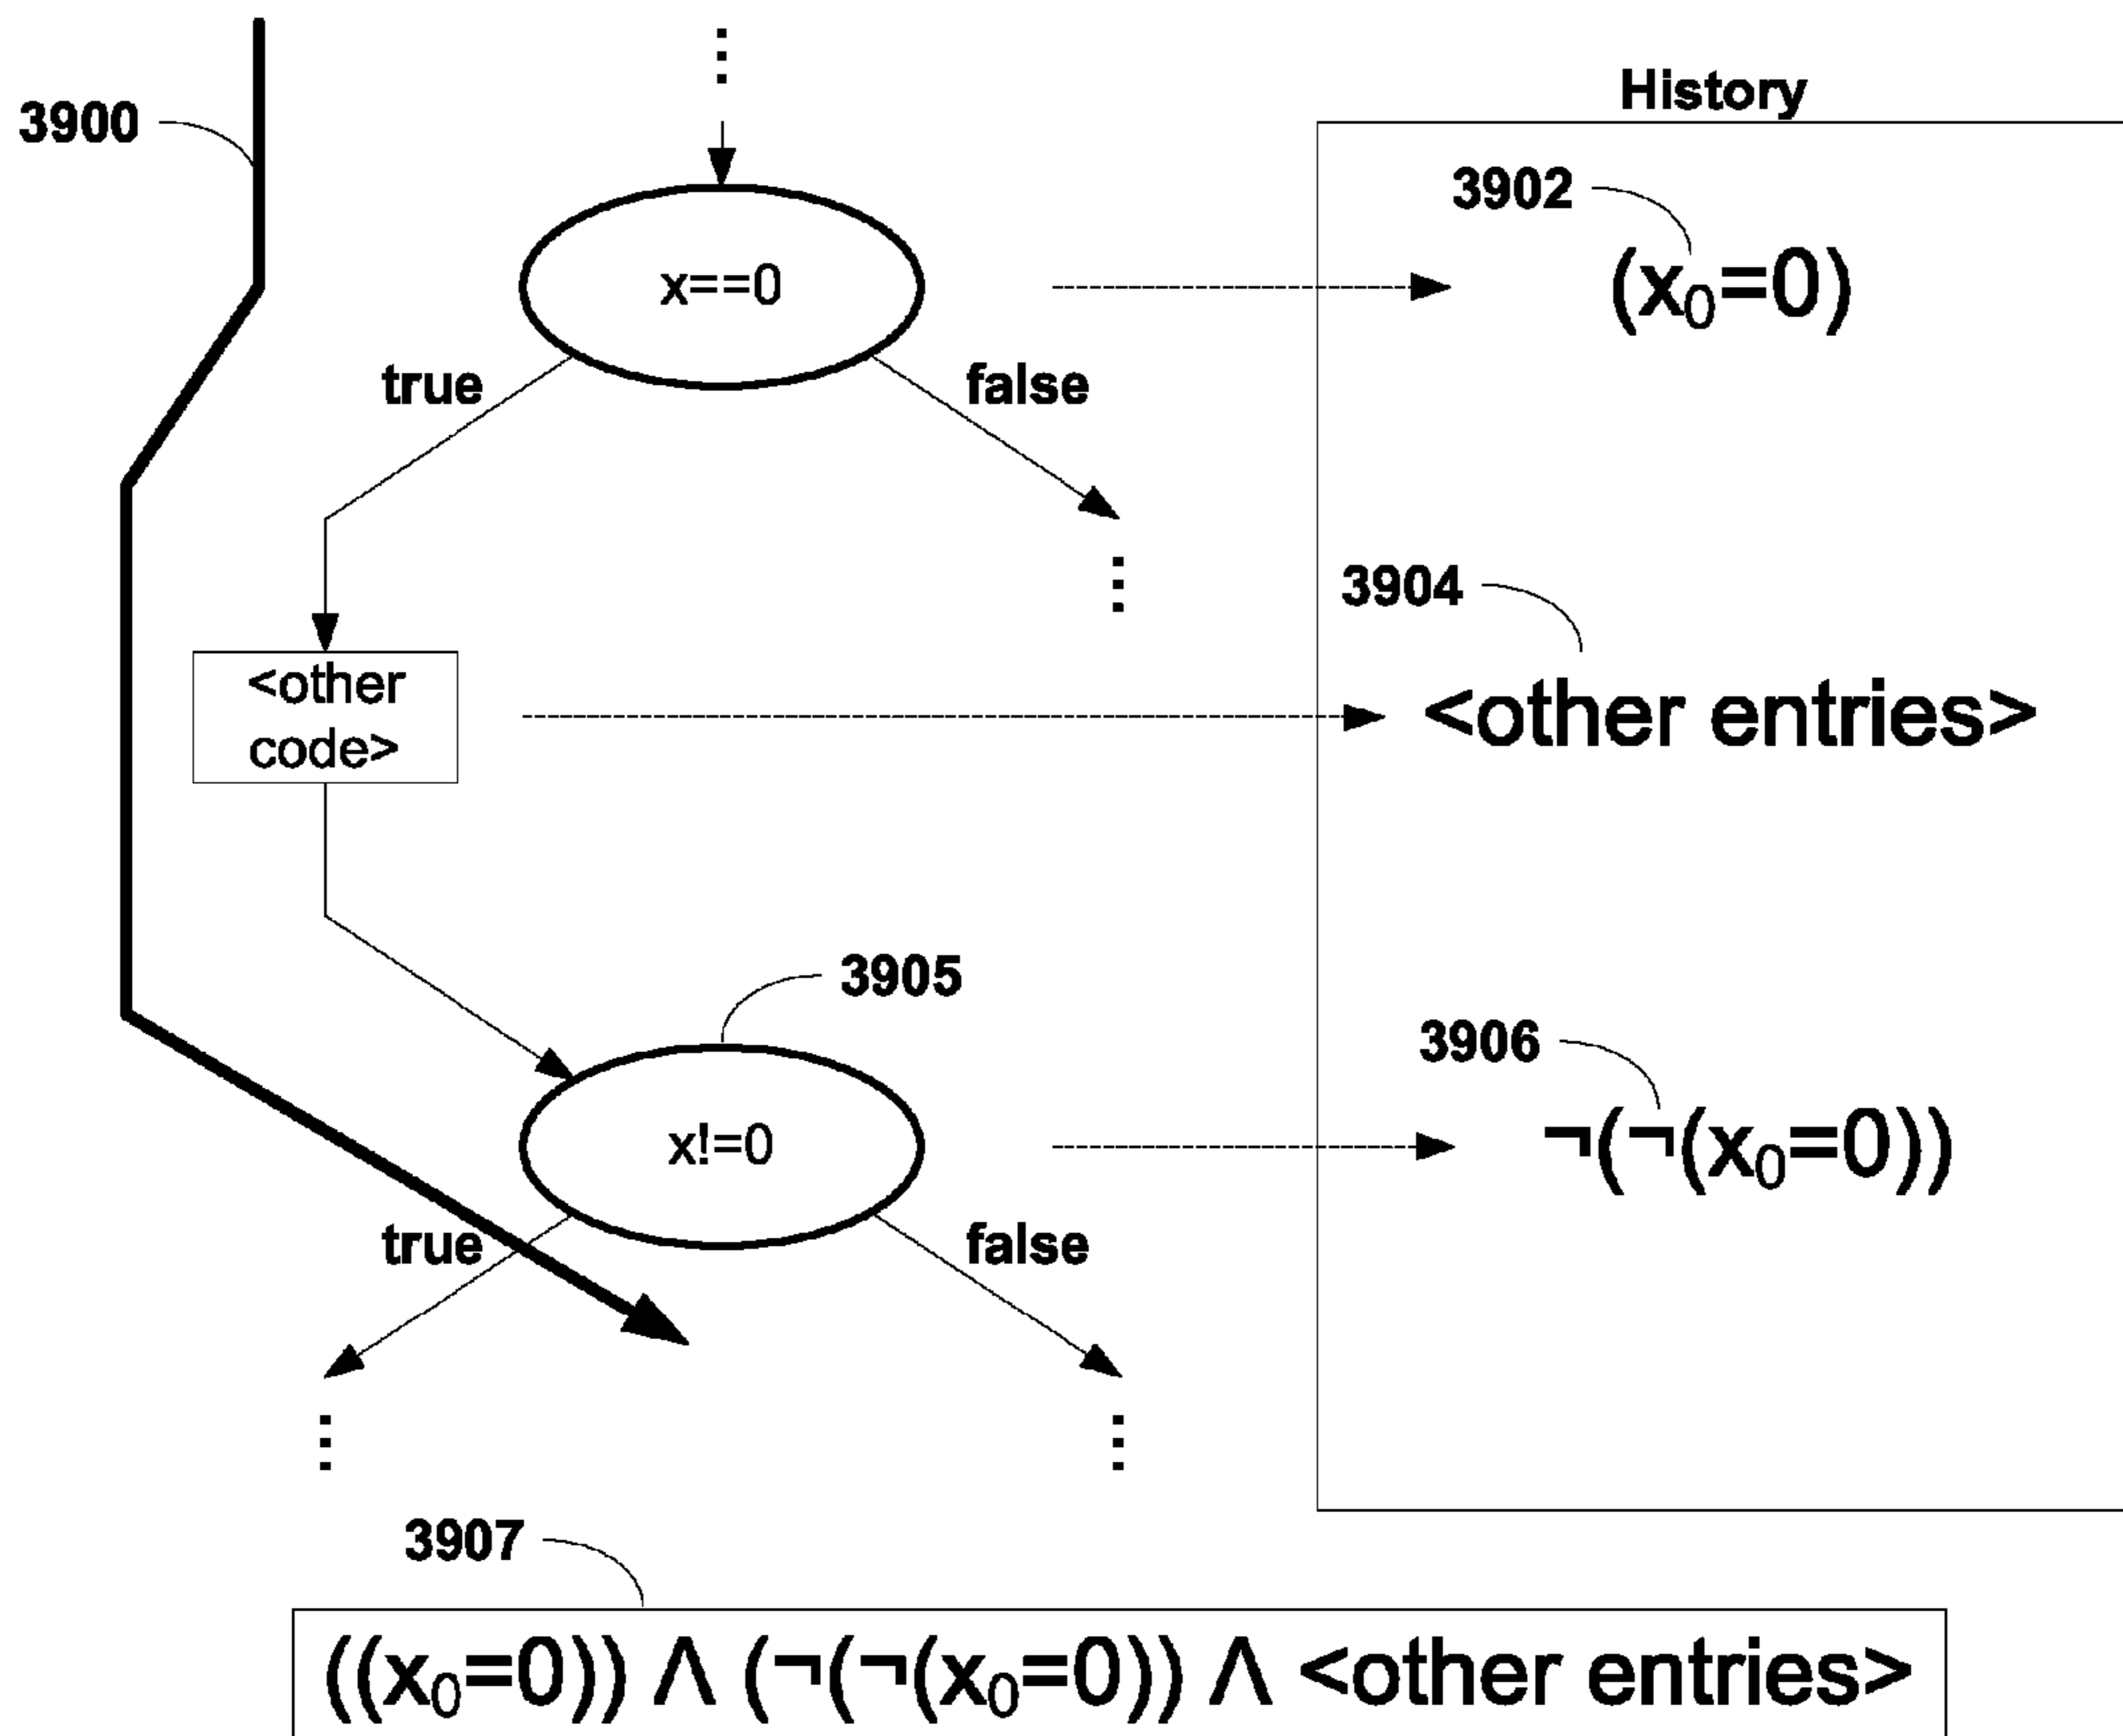 3900
History
3902
x==0
(x₀=0)
true
false
3904
<other
code>
<other entries>
3905
3906
x!=0
¬(¬(x₀=0))
true
false
3907
((x₀=0)) Λ (¬(¬(x₀=0)) Λ <other entries>